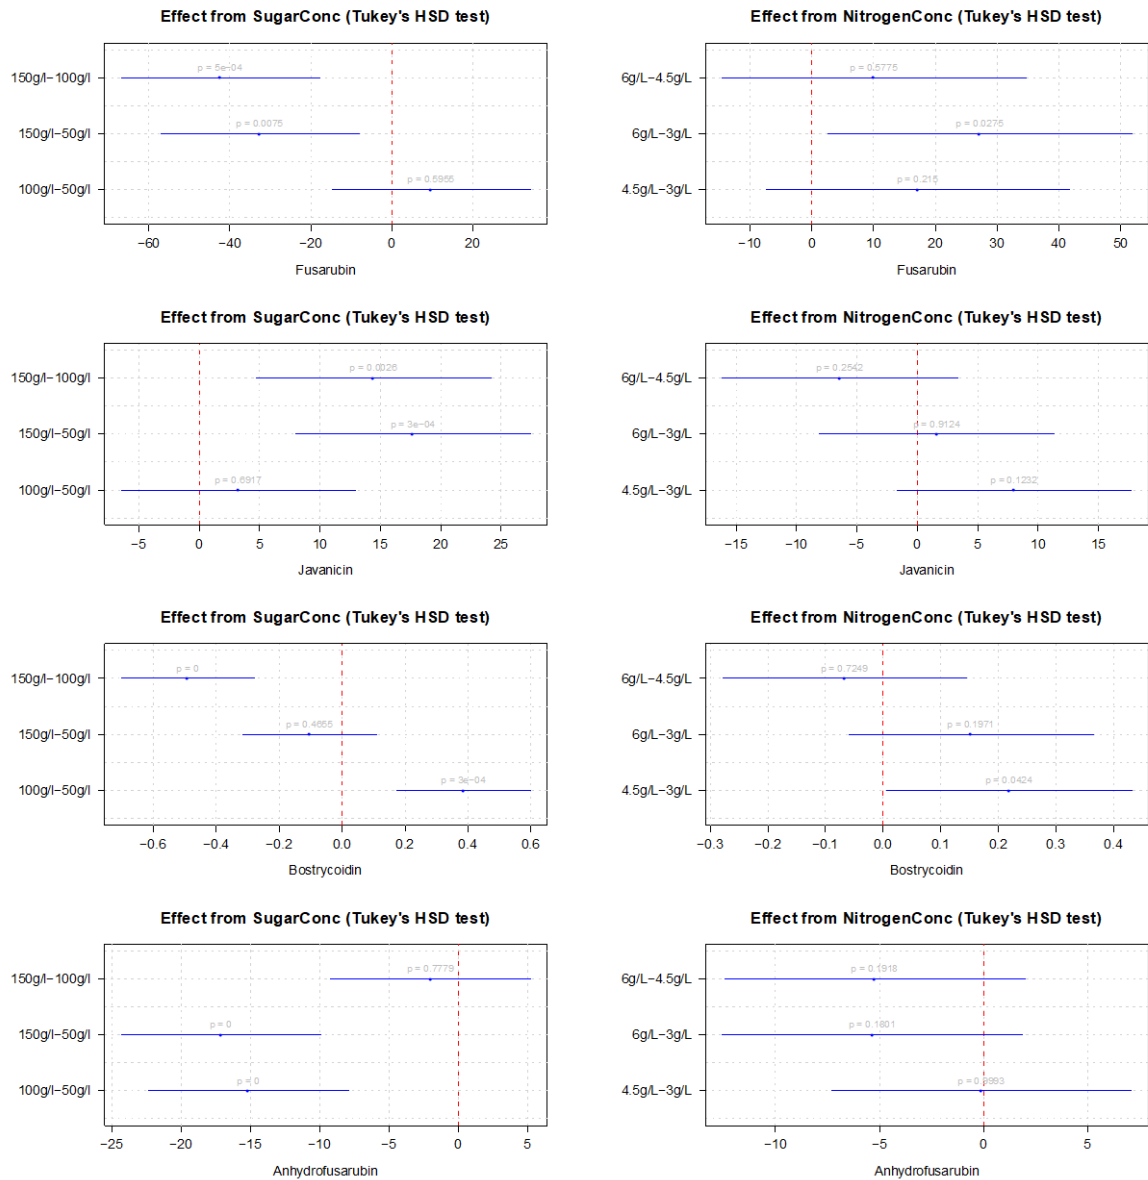 Effect from SugarConc (Tukey's HSD test)
150g/l−100g/l
p = 5e−04
150g/l−50g/l
p = 0.0075
100g/l−50g/l
p = 0.5955
−60 −40 −20 0 20
Fusarubin
Effect from NitrogenConc (Tukey's HSD test)
6g/L−4.5g/L
p = 0.5775
6g/L−3g/L
p = 0.0275
4.5g/L−3g/L
p = 0.215
−10 0 10 20 30 40 50
Fusarubin
Effect from SugarConc (Tukey's HSD test)
150g/l−100g/l
p = 0.0026
150g/l−50g/l
p = 3e−04
100g/l−50g/l
p = 0.6917
−5 0 5 10 15 20 25
Javanicin
Effect from NitrogenConc (Tukey's HSD test)
6g/L−4.5g/L
p = 0.2542
6g/L−3g/L
p = 0.9124
4.5g/L−3g/L
p = 0.1232
−15 −10 −5 0 5 10 15
Javanicin
Effect from SugarConc (Tukey's HSD test)
150g/l−100g/l
p = 0
150g/l−50g/l
p = 0.4655
100g/l−50g/l
p = 3e−04
−0.6 −0.4 −0.2 0.0 0.2 0.4 0.6
Bostrycoidin
Effect from NitrogenConc (Tukey's HSD test)
6g/L−4.5g/L
p = 0.7249
6g/L−3g/L
p = 0.1971
4.5g/L−3g/L
p = 0.0424
−0.3 −0.2 −0.1 0.0 0.1 0.2 0.3 0.4
Bostrycoidin
Effect from SugarConc (Tukey's HSD test)
150g/l−100g/l
p = 0.7779
150g/l−50g/l
p = 0
100g/l−50g/l
p = 0
−25 −20 −15 −10 −5 0 5
Anhydrofusarubin
Effect from NitrogenConc (Tukey's HSD test)
6g/L−4.5g/L
p = 0.1918
6g/L−3g/L
p = 0.1801
4.5g/L−3g/L
p = 0.9993
−10 −5 0 5
Anhydrofusarubin